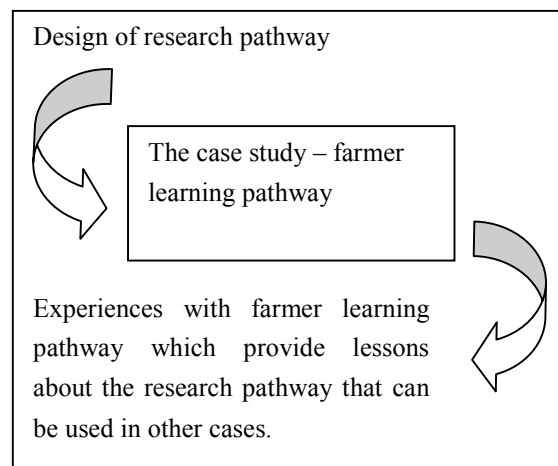 Design of research pathway
The case study – farmer
learning pathway
Experiences with farmer learning
pathway which provide lessons
about the research pathway that can
be used in other cases.